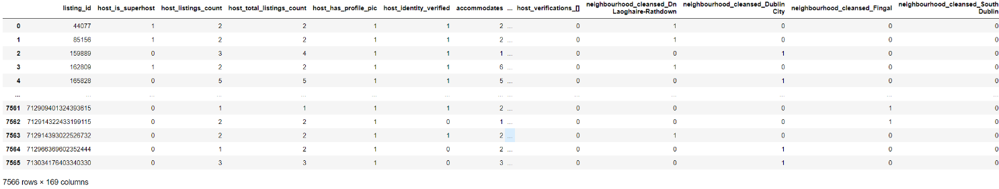 listing_id host_is_superhost host_listings_count host_total_listings_count host_has_profile_pic host_identity_verified accommodates ... host_verifications_[] neighbourhood_cleansed_Dn Laoghaire-Rathdown neighbourhood_cleansed_Dublin City neighbourhood_cleansed_Fingal neighbourhood_cleansed_South Dublin
0 44077 1 2 2 1 1 2 ... 0 1 0 0 0
1 85156 1 2 2 1 1 2 ... 0 1 0 0 0
2 159889 0 3 4 1 1 1 ... 0 0 1 0 0
3 162809 1 2 2 1 1 6 ... 0 1 0 0 0
4 165828 0 5 5 1 1 5 ... 0 0 1 0 0
... ... ... ... ... ... ... ... ... ... ... ... ... ...
7561 712909401324393615 0 1 1 1 1 2 ... 0 0 0 1 0
7562 712914322433199115 0 2 2 1 0 1 ... 0 0 0 1 0
7563 712914393022526732 0 2 2 1 1 2 ... 0 1 0 0 0
7564 712966369602352444 0 1 2 1 0 2 ... 0 0 1 0 0
7565 713034176403340330 0 3 3 1 0 3 ... 0 0 1 0 0
7566 rows × 169 columns